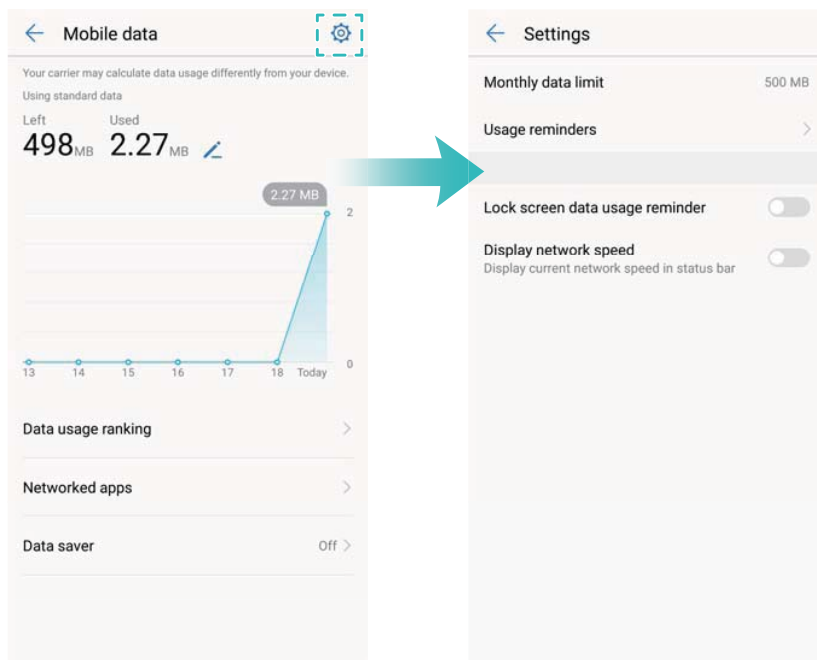 Mobile data
Your carrier may calculate data usage differently from your device.
Using standard data
Left Used
498MB 2.27MB
2.27 MB
2
0
13 14 15 16 17 18 Today
Data usage ranking
Networked apps
Data saver Off
Settings
Monthly data limit 500 MB
Usage reminders
Lock screen data usage reminder
Display network speed
Display current network speed in status bar